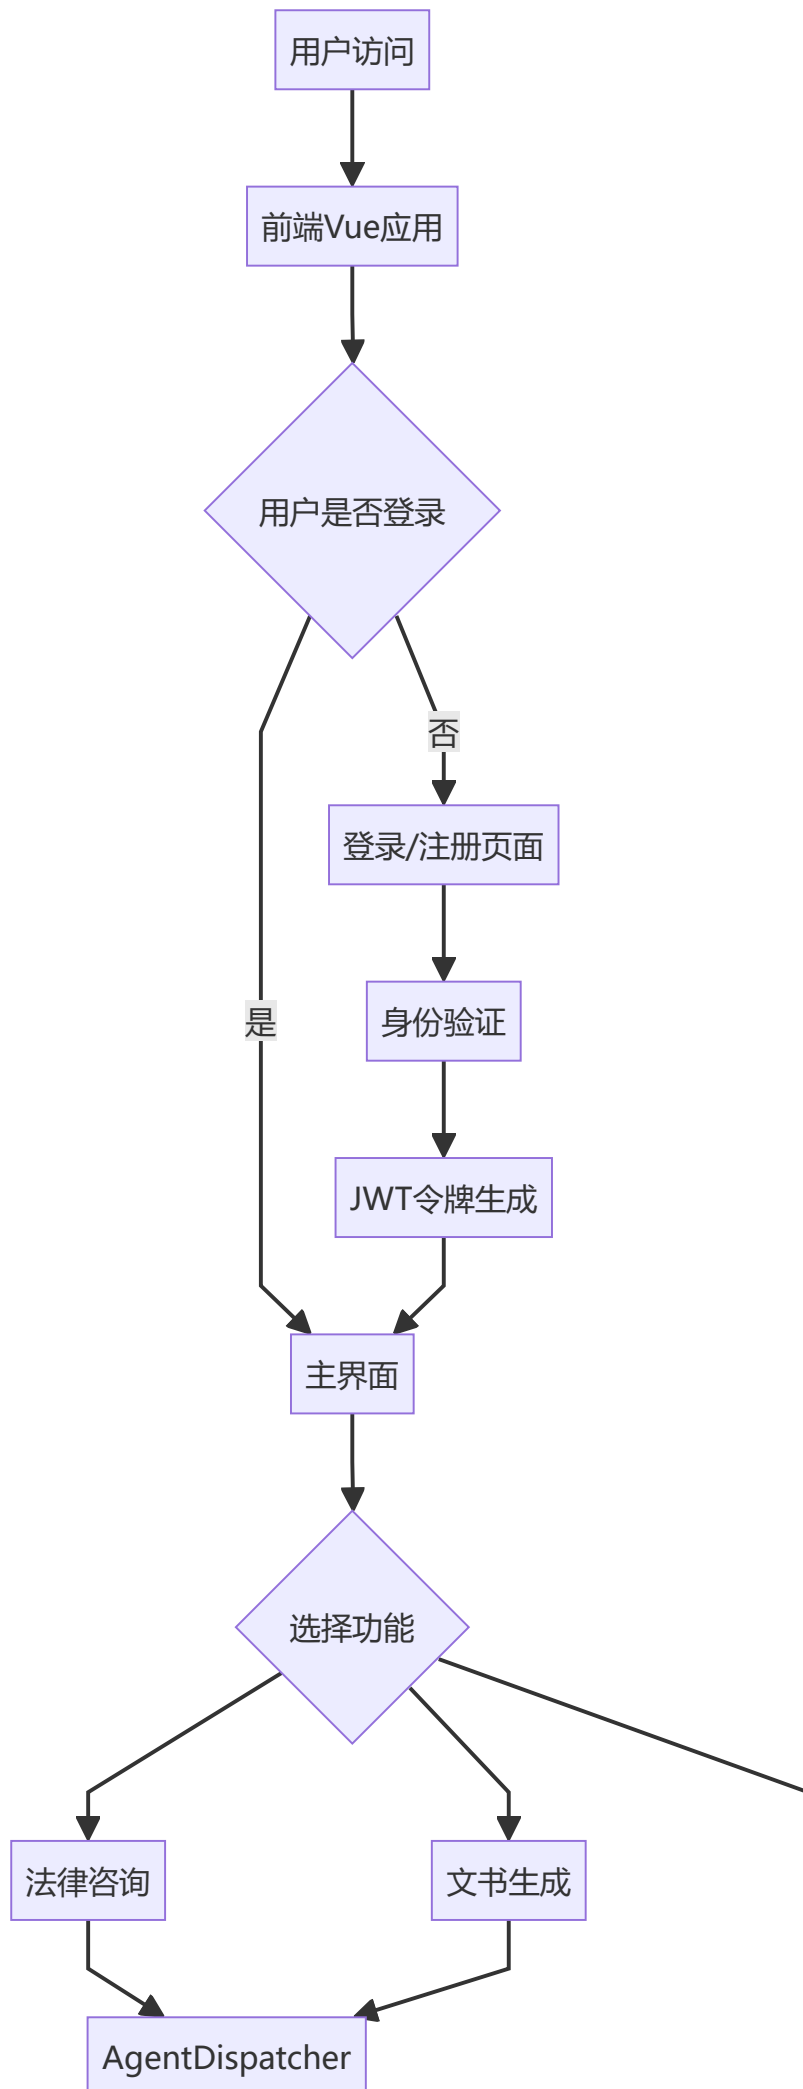 用户访问
前端Vue应用
用户是否登录
否
登录/注册页面
是
身份验证
JWT令牌生成
主界面
选择功能
法律咨询
文书生成
AgentDispatcher